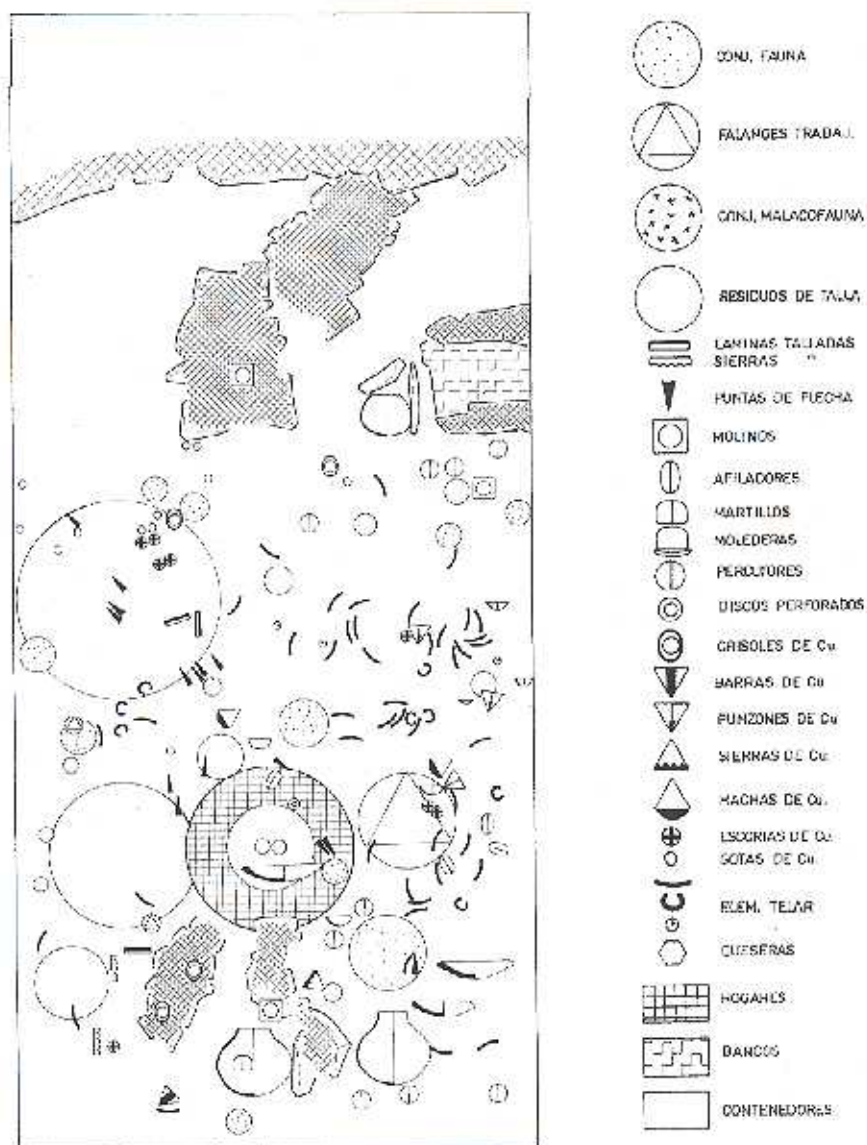 CONJ. FAUNA
FALANGES TRABAJ.
CONJ. MALACOFAUNA
RESIDUOS DE TALLA
LAMINAS TALLADAS
SIERRAS "
PUNTAS DE FLECHA
MOLINOS
AFILADORES
MARTILLOS
MOLEDERAS
PERCUTORES
DISCOS PERFORADOS
CRISOLES DE Cu.
BARRAS DE Cu
PUNZONES DE Cu
SIERRAS DE Cu.
HACHAS DE Cu.
ESCORIAS DE Cu.
GOTAS DE Cu.
ELEM. TELAR
QUESERAS
HOGARES
BANCOS
CONTENEDORES